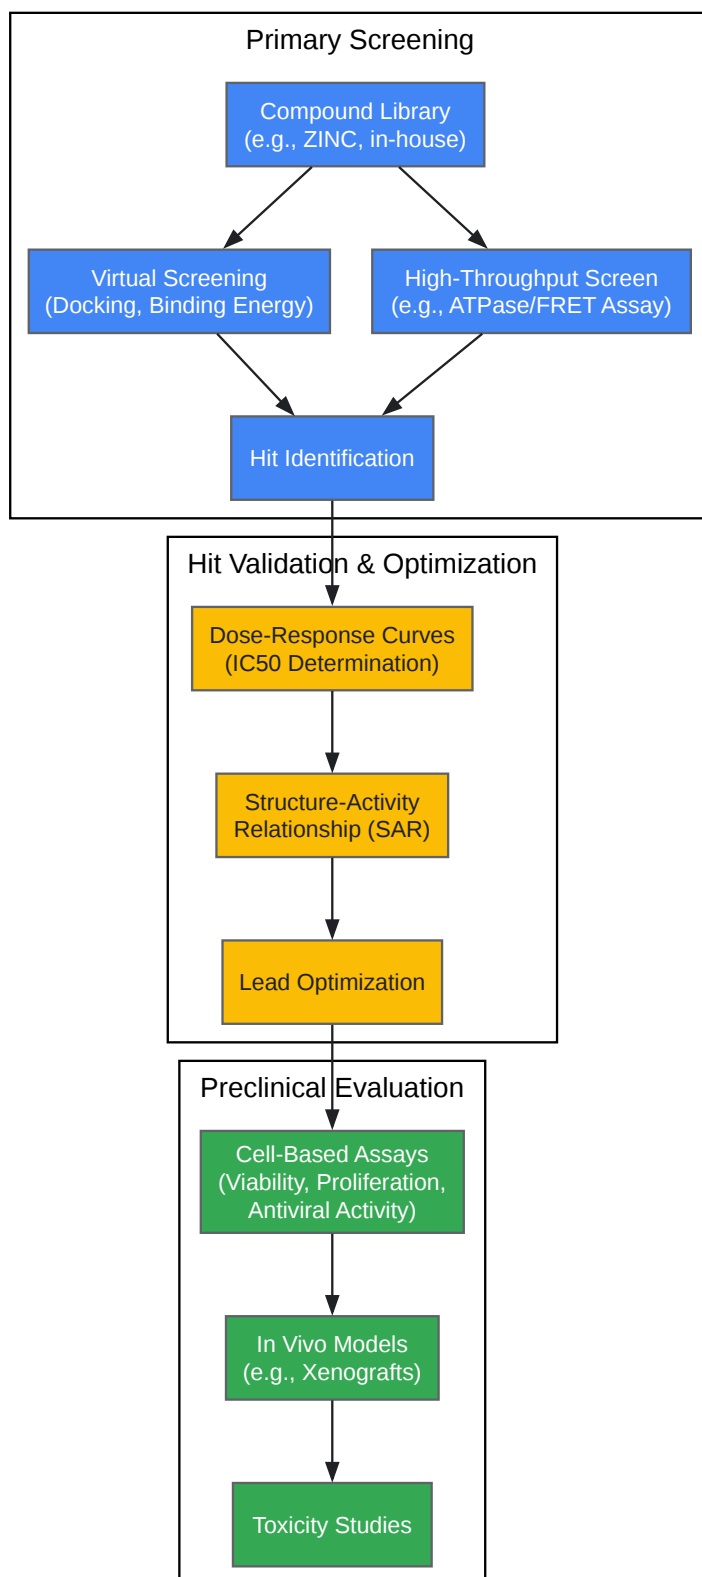 Primary Screening
Compound Library
(e.g., ZINC, in-house)
Virtual Screening
(Docking, Binding Energy)
High-Throughput Screen
(e.g., ATPase/FRET Assay)
Hit Identification
Hit Validation & Optimization
Dose-Response Curves
(IC50 Determination)
Structure-Activity
Relationship (SAR)
Lead Optimization
Preclinical Evaluation
Cell-Based Assays
(Viability, Proliferation,
Antiviral Activity)
In Vivo Models
(e.g., Xenografts)
Toxicity Studies